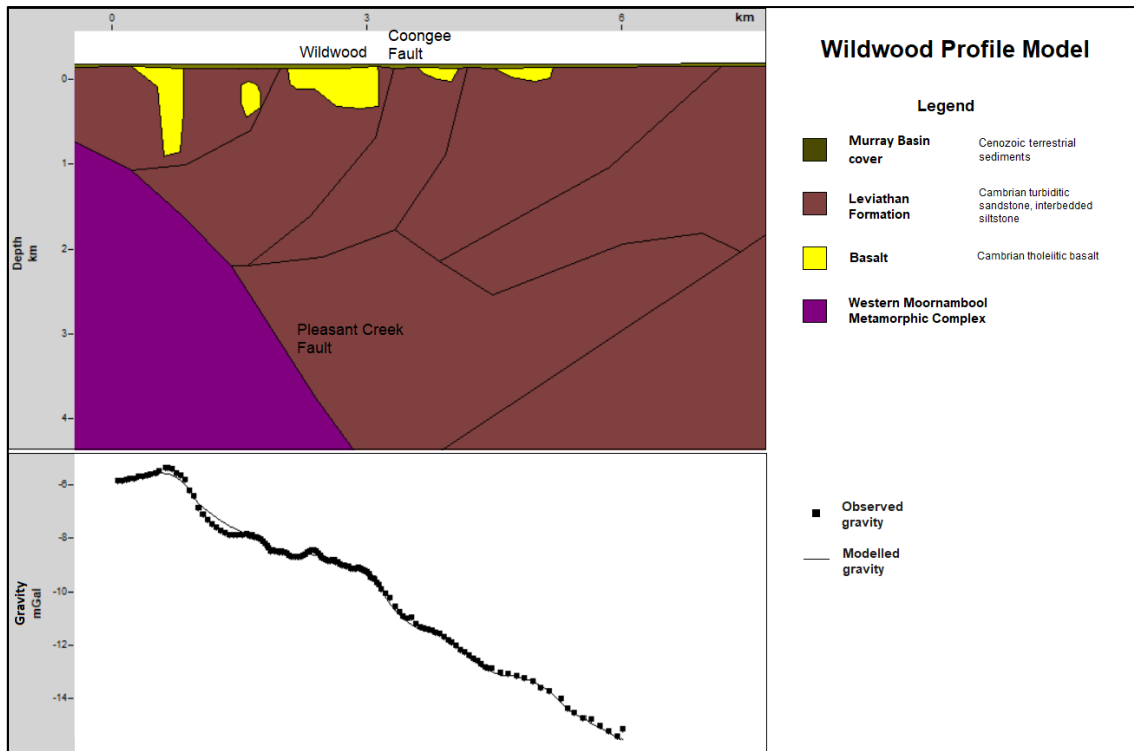 0 3 6 km
Coongee
Fault
Wildwood
0
1
2
3
4
Depth
km
Pleasant Creek
Fault
-6
-8
-10
-12
-14
Gravity
mGal
Wildwood Profile Model
Legend
Murray Basin
cover
Cenozoic terrestrial
sediments
Leviathan
Formation
Cambrian turbiditic
sandstone, interbedded
siltstone
Basalt
Cambrian tholeiitic basalt
Western Moornambool
Metamorphic Complex
Observed
gravity
Modelled
gravity